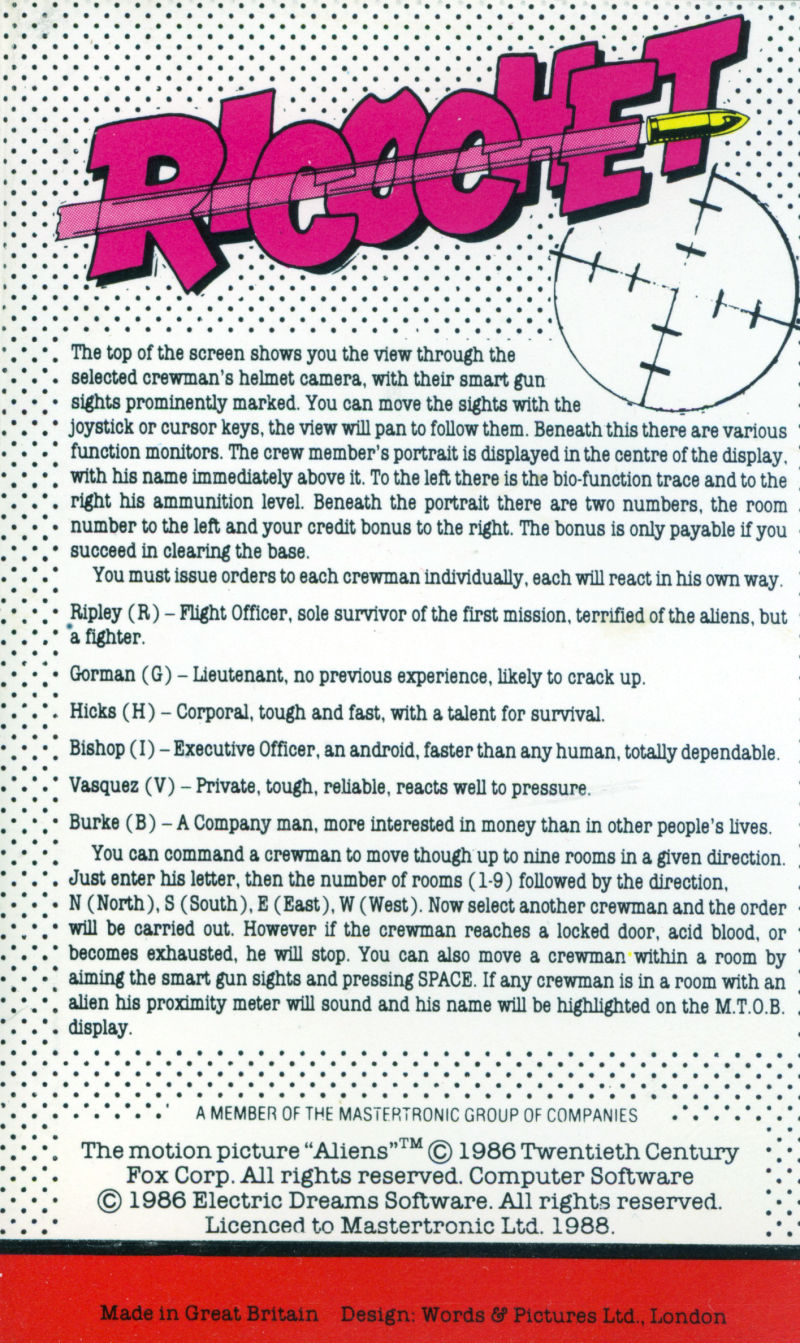 RICOCHET
The top of the screen shows you the view through the
selected crewman's helmet camera, with their smart gun
sights prominently marked. You can move the sights with the
joystick or cursor keys, the view will pan to follow them. Beneath this there are various
function monitors. The crew member's portrait is displayed in the centre of the display,
with his name immediately above it. To the left there is the bio-function trace and to the
right his ammunition level. Beneath the portrait there are two numbers, the room
number to the left and your credit bonus to the right. The bonus is only payable if you
succeed in clearing the base.
You must issue orders to each crewman individually, each will react in his own way.
Ripley (R) – Flight Officer, sole survivor of the first mission, terrified of the aliens, but
a fighter.
Gorman (G) – Lieutenant, no previous experience, likely to crack up.
Hicks (H) – Corporal, tough and fast, with a talent for survival.
Bishop (I) – Executive Officer, an android, faster than any human, totally dependable.
Vasquez (V) – Private, tough, reliable, reacts well to pressure.
Burke (B) – A Company man, more interested in money than in other people's lives.
You can command a crewman to move though up to nine rooms in a given direction.
Just enter his letter, then the number of rooms (1-9) followed by the direction,
N (North), S (South), E (East), W (West). Now select another crewman and the order
will be carried out. However if the crewman reaches a locked door, acid blood, or
becomes exhausted, he will stop. You can also move a crewman within a room by
aiming the smart gun sights and pressing SPACE. If any crewman is in a room with an
alien his proximity meter will sound and his name will be highlighted on the M.T.O.B.
display.
A MEMBER OF THE MASTERTRONIC GROUP OF COMPANIES
The motion picture "Aliens"™ © 1986 Twentieth Century
Fox Corp. All rights reserved. Computer Software
© 1986 Electric Dreams Software. All rights reserved.
Licenced to Mastertronic Ltd. 1988.
Made in Great Britain Design: Words & Pictures Ltd., London